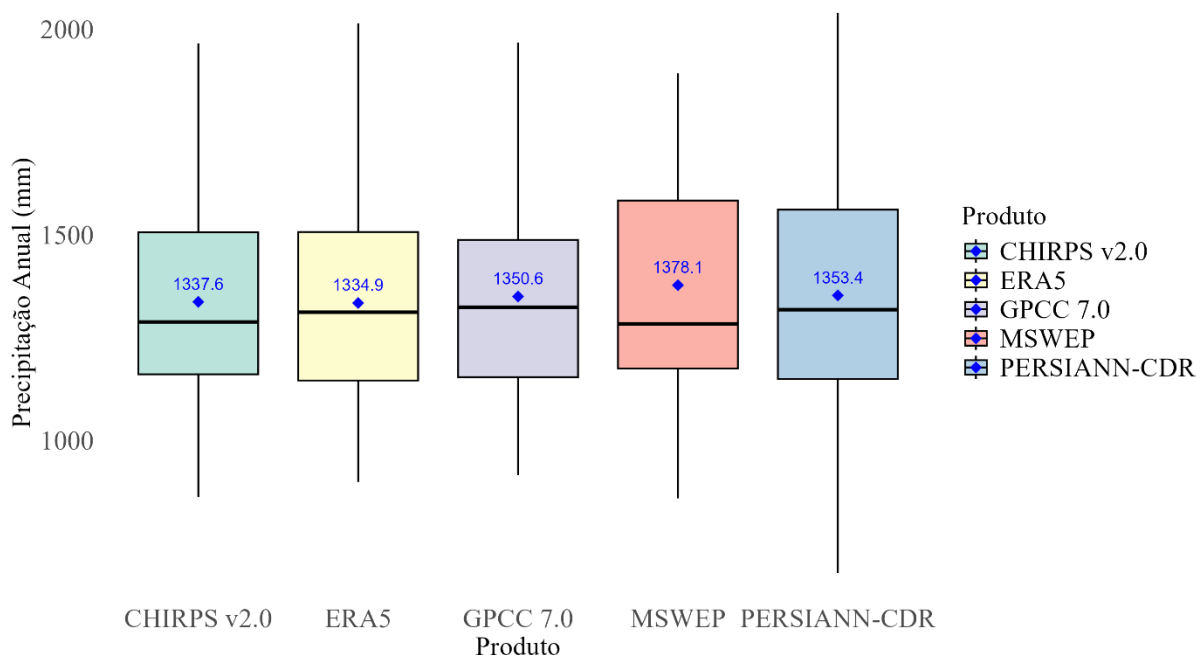 2000
1500
1000
Precipitação Anual (mm)
1337.6
1334.9
1350.6
1378.1
1353.4
CHIRPS v2.0
ERA5
GPCC 7.0
MSWEP
PERSIANN-CDR
Produto
Produto
CHIRPS v2.0
ERA5
GPCC 7.0
MSWEP
PERSIANN-CDR